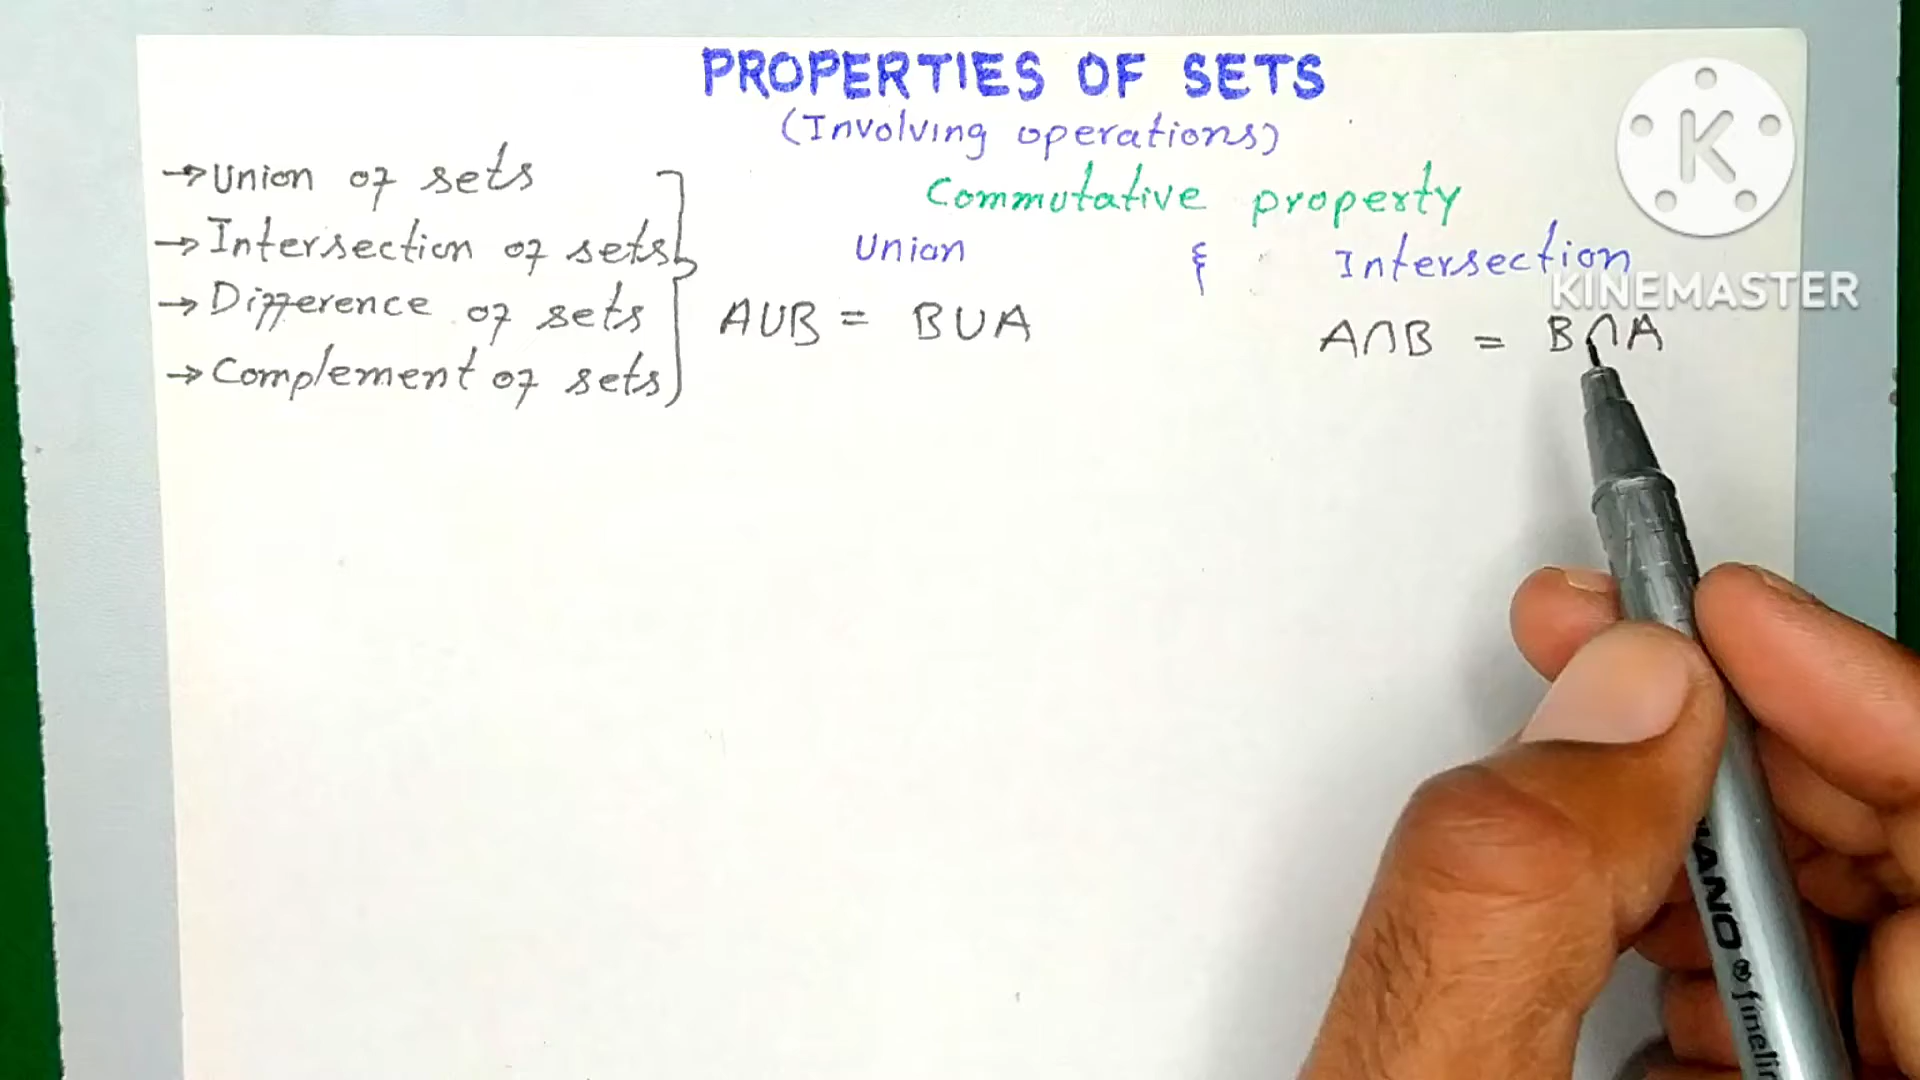 PROPERTIES OF SETS
(Involving operations)
→ Union of sets
→ Intersection of sets
→ Difference of sets
→ Complement of sets
Commutative property
Union & Intersection
A∪B = B∪A
A∩B = B∩A
K
KINEMASTER